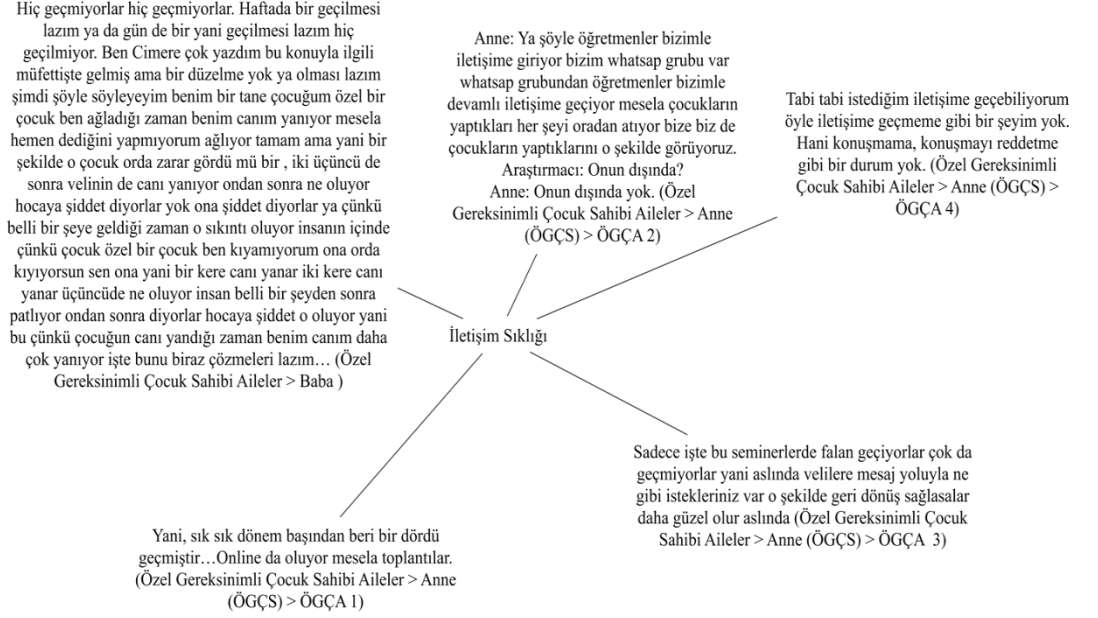 Hiç geçmiyorlar hiç geçmiyorlar. Haftada bir geçilmesi
lazım ya da gün de bir yani geçilmesi lazım hiç
geçilmiyor. Ben Cimere çok yazdım bu konuyla ilgili
müfettişte gelmiş ama bir düzelme yok ya olması lazım
şimdi şöyle söyleyeyim benim bir tane çocuğum özel bir
çocuk ben ağladığı zaman benim canım yanıyor mesela
hemen dediğini yapmıyorum ağlıyor tamam ama yani bir
şekilde o çocuk orda zarar gördü mü bir , iki üçüncü de
sonra velinin de canı yanıyor ondan sonra ne oluyor
hocaya şiddet diyorlar yok ona şiddet diyorlar ya çünkü
belli bir şeye geldiği zaman o sıkıntı oluyor insanın içinde
çünkü çocuk özel bir çocuk ben kıyamıyorum ona orda
kıyıyorsun sen ona yani bir kere canı yanar iki kere canı
yanar üçüncüde ne oluyor insan belli bir şeyden sonra
patlıyor ondan sonra diyorlar hocaya şiddet o oluyor yani
bu çünkü çocuğun canı yandığı zaman benim canım daha
çok yanıyor işte bunu biraz çözmeleri lazım… (Özel
Gereksinimli Çocuk Sahibi Aileler > Baba )
Anne: Ya şöyle öğretmenler bizimle
iletişime giriyor bizim whatsap grubu var
whatsap grubundan öğretmenler bizimle
devamlı iletişime geçiyor mesela çocukların
yaptıkları her şeyi oradan atıyor bize biz de
çocukların yaptıklarını o şekilde görüyoruz.
Araştırmacı: Onun dışında?
Anne: Onun dışında yok. (Özel
Gereksinimli Çocuk Sahibi Aileler > Anne
(ÖGÇS) > ÖGÇA 2)
Tabi tabi istediğim iletişime geçebiliyorum
öyle iletişime geçmeme gibi bir şeyim yok.
Hani konuşmama, konuşmayı reddetme
gibi bir durum yok. (Özel Gereksinimli
Çocuk Sahibi Aileler > Anne (ÖGÇS) >
ÖGÇA 4)
İletişim Sıklığı
Sadece işte bu seminerlerde falan geçiyorlar çok da
geçmiyorlar yani aslında velilere mesaj yoluyla ne
gibi istekleriniz var o şekilde geri dönüş sağlasalar
daha güzel olur aslında (Özel Gereksinimli Çocuk
Sahibi Aileler > Anne (ÖGÇS) > ÖGÇA 3)
Yani, sık sık dönem başından beri bir dördü
geçmiştir…Online da oluyor mesela toplantılar.
(Özel Gereksinimli Çocuk Sahibi Aileler > Anne
(ÖGÇS) > ÖGÇA 1)